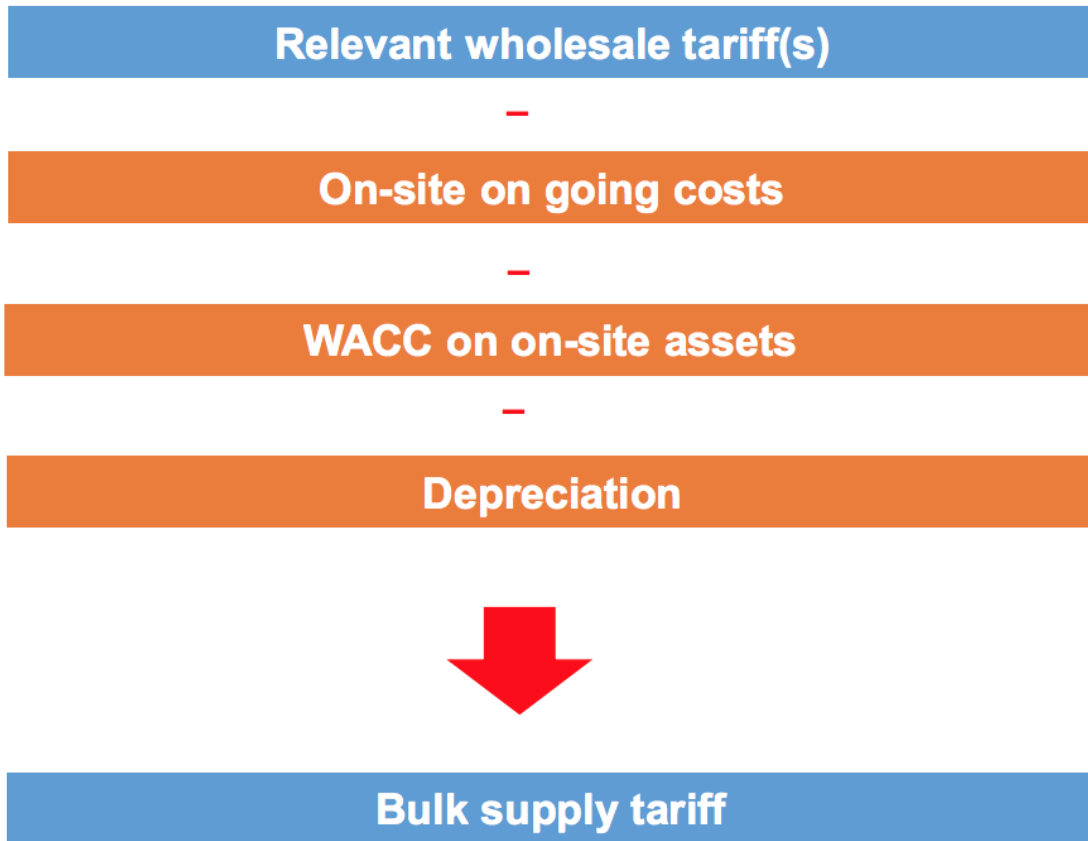 Relevant wholesale tariff(s)
–
On-site on going costs
–
WACC on on-site assets
–
Depreciation
Bulk supply tariff